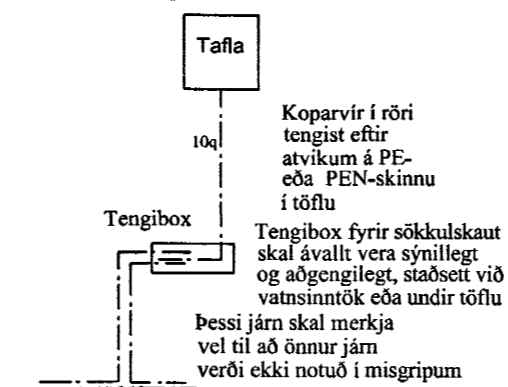 Tafla
Koparvír í röri
tengist eftir
atvikum á PE-
eða PEN-skinnu
í töflu
10q
Tengibox
Tengibox fyrir sökkulskaut
skal ávallt vera sýnillegt
og aðgengilegt, staðsett við
vatnsinntök eða undir töflu
Þessi járn skal merkja
vel til að önnur járn
verði ekki notuð í misgripum